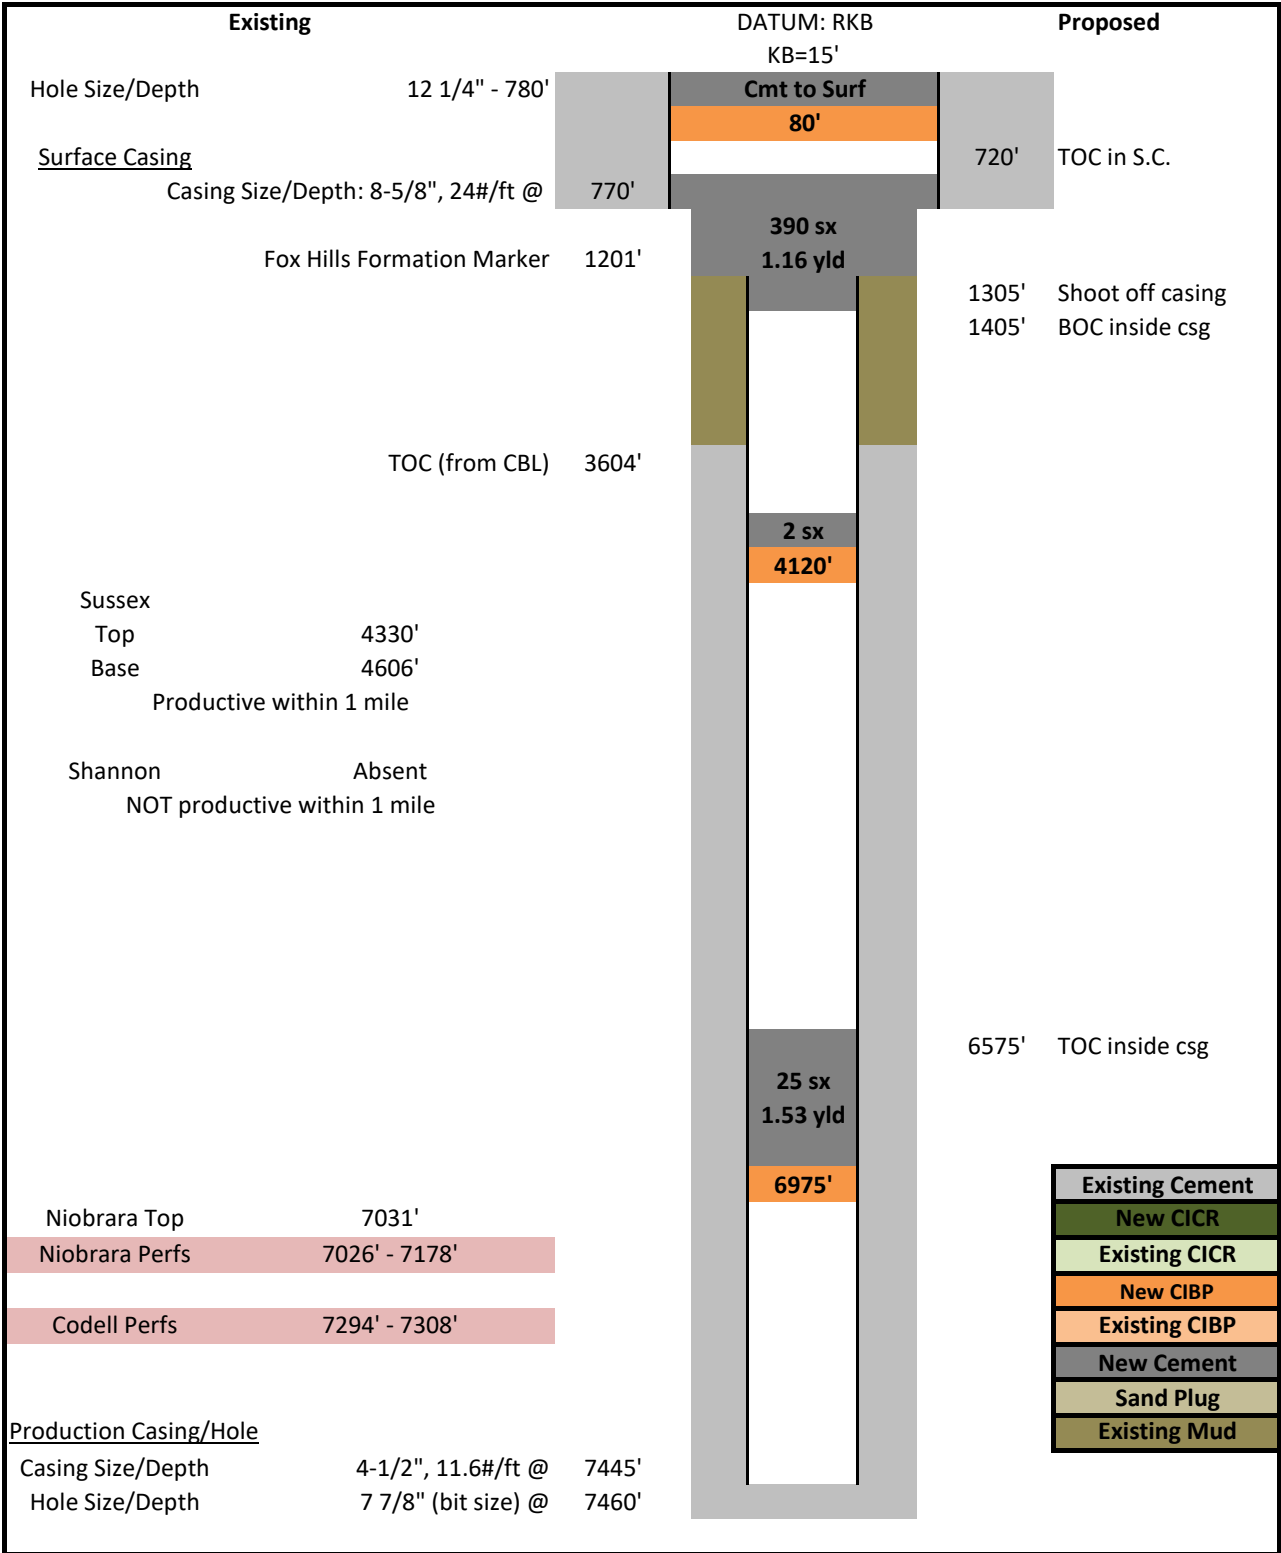 Existing DATUM: RKB Proposed
KB=15'
Hole Size/Depth 12 1/4" - 780' Cmt to Surf
80'
Surface Casing 720' TOC in S.C.
Casing Size/Depth: 8-5/8", 24#/ft @ 770'
390 sx
Fox Hills Formation Marker 1201' 1.16 yld
1305' Shoot off casing
1405' BOC inside csg
TOC (from CBL) 3604'
2 sx
4120'
Sussex
Top 4330'
Base 4606'
Productive within 1 mile
Shannon Absent
NOT productive within 1 mile
6575' TOC inside csg
25 sx
1.53 yld
6975' Existing Cement
Niobrara Top 7031' New CICR
Niobrara Perfs 7026' - 7178' Existing CICR
New CIBP
Codell Perfs 7294' - 7308' Existing CIBP
New Cement
Sand Plug
Production Casing/Hole Existing Mud
Casing Size/Depth 4-1/2", 11.6#/ft @ 7445'
Hole Size/Depth 7 7/8" (bit size) @ 7460'